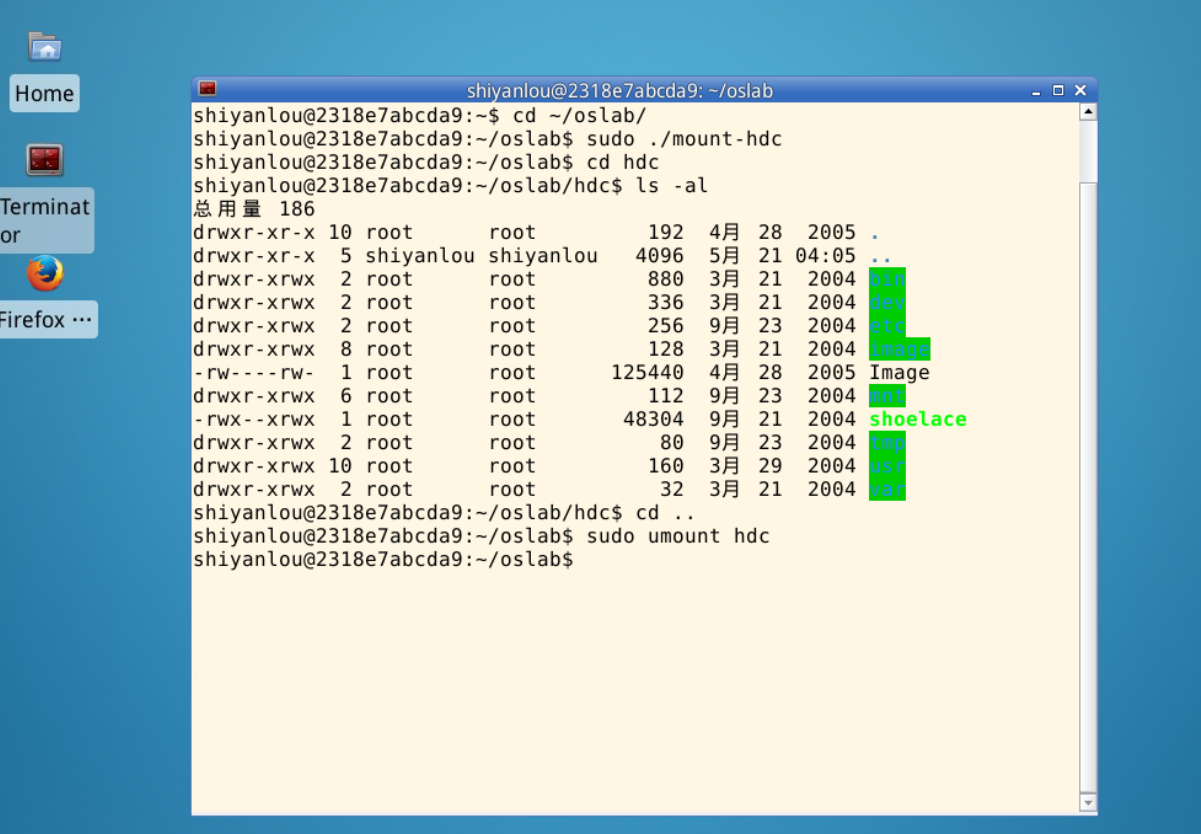 Home
Terminat
or
Firefox ···
shiyanlou@2318e7abcda9: ~/oslab
shiyanlou@2318e7abcda9:~$ cd ~/oslab/
shiyanlou@2318e7abcda9:~/oslab$ sudo ./mount-hdc
shiyanlou@2318e7abcda9:~/oslab$ cd hdc
shiyanlou@2318e7abcda9:~/oslab/hdc$ ls -al
总用量 186
drwxr-xr-x 10 root      root         192  4月 28  2005 .
drwxr-xr-x  5 shiyanlou shiyanlou   4096  5月 21 04:05 ..
drwxr-xrwx  2 root      root         880  3月 21  2004 bin
drwxr-xrwx  2 root      root         336  3月 21  2004 dev
drwxr-xrwx  2 root      root         256  9月 23  2004 etc
drwxr-xrwx  8 root      root         128  3月 21  2004 image
-rw----rw-  1 root      root      125440  4月 28  2005 Image
drwxr-xrwx  6 root      root         112  9月 23  2004 mnt
-rwx--xrwx  1 root      root       48304  9月 21  2004 shoelace
drwxr-xrwx  2 root      root          80  9月 23  2004 tmp
drwxr-xrwx 10 root      root         160  3月 29  2004 usr
drwxr-xrwx  2 root      root          32  3月 21  2004 var
shiyanlou@2318e7abcda9:~/oslab/hdc$ cd ..
shiyanlou@2318e7abcda9:~/oslab$ sudo umount hdc
shiyanlou@2318e7abcda9:~/oslab$